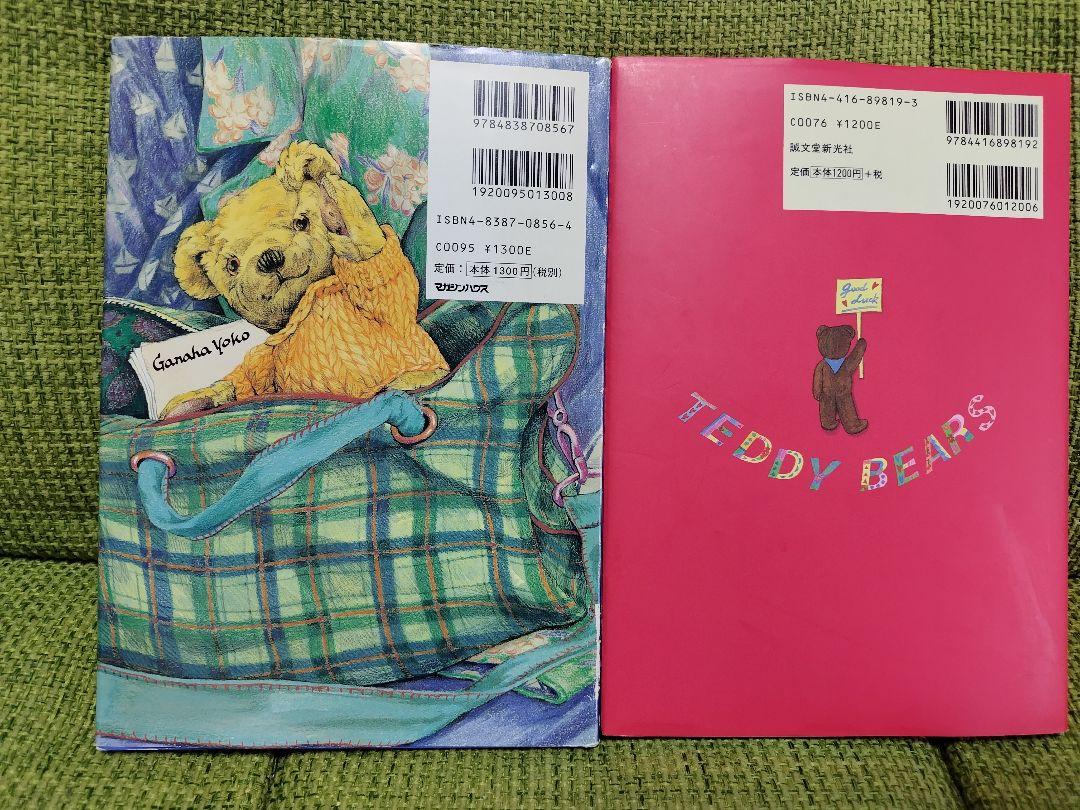 9784838708567
1920095013008
ISBN4-8387-0856-4
C0095 ¥1300E
定価：本体1300円(税別)
マガジンハウス
Ganaha Yoko
ISBN4-416-89819-3
C0076 ¥1200E
誠文堂新光社
定価 本体1200円+税
9784416898192
1920076012006
good
Luck
TEDDY BEARS